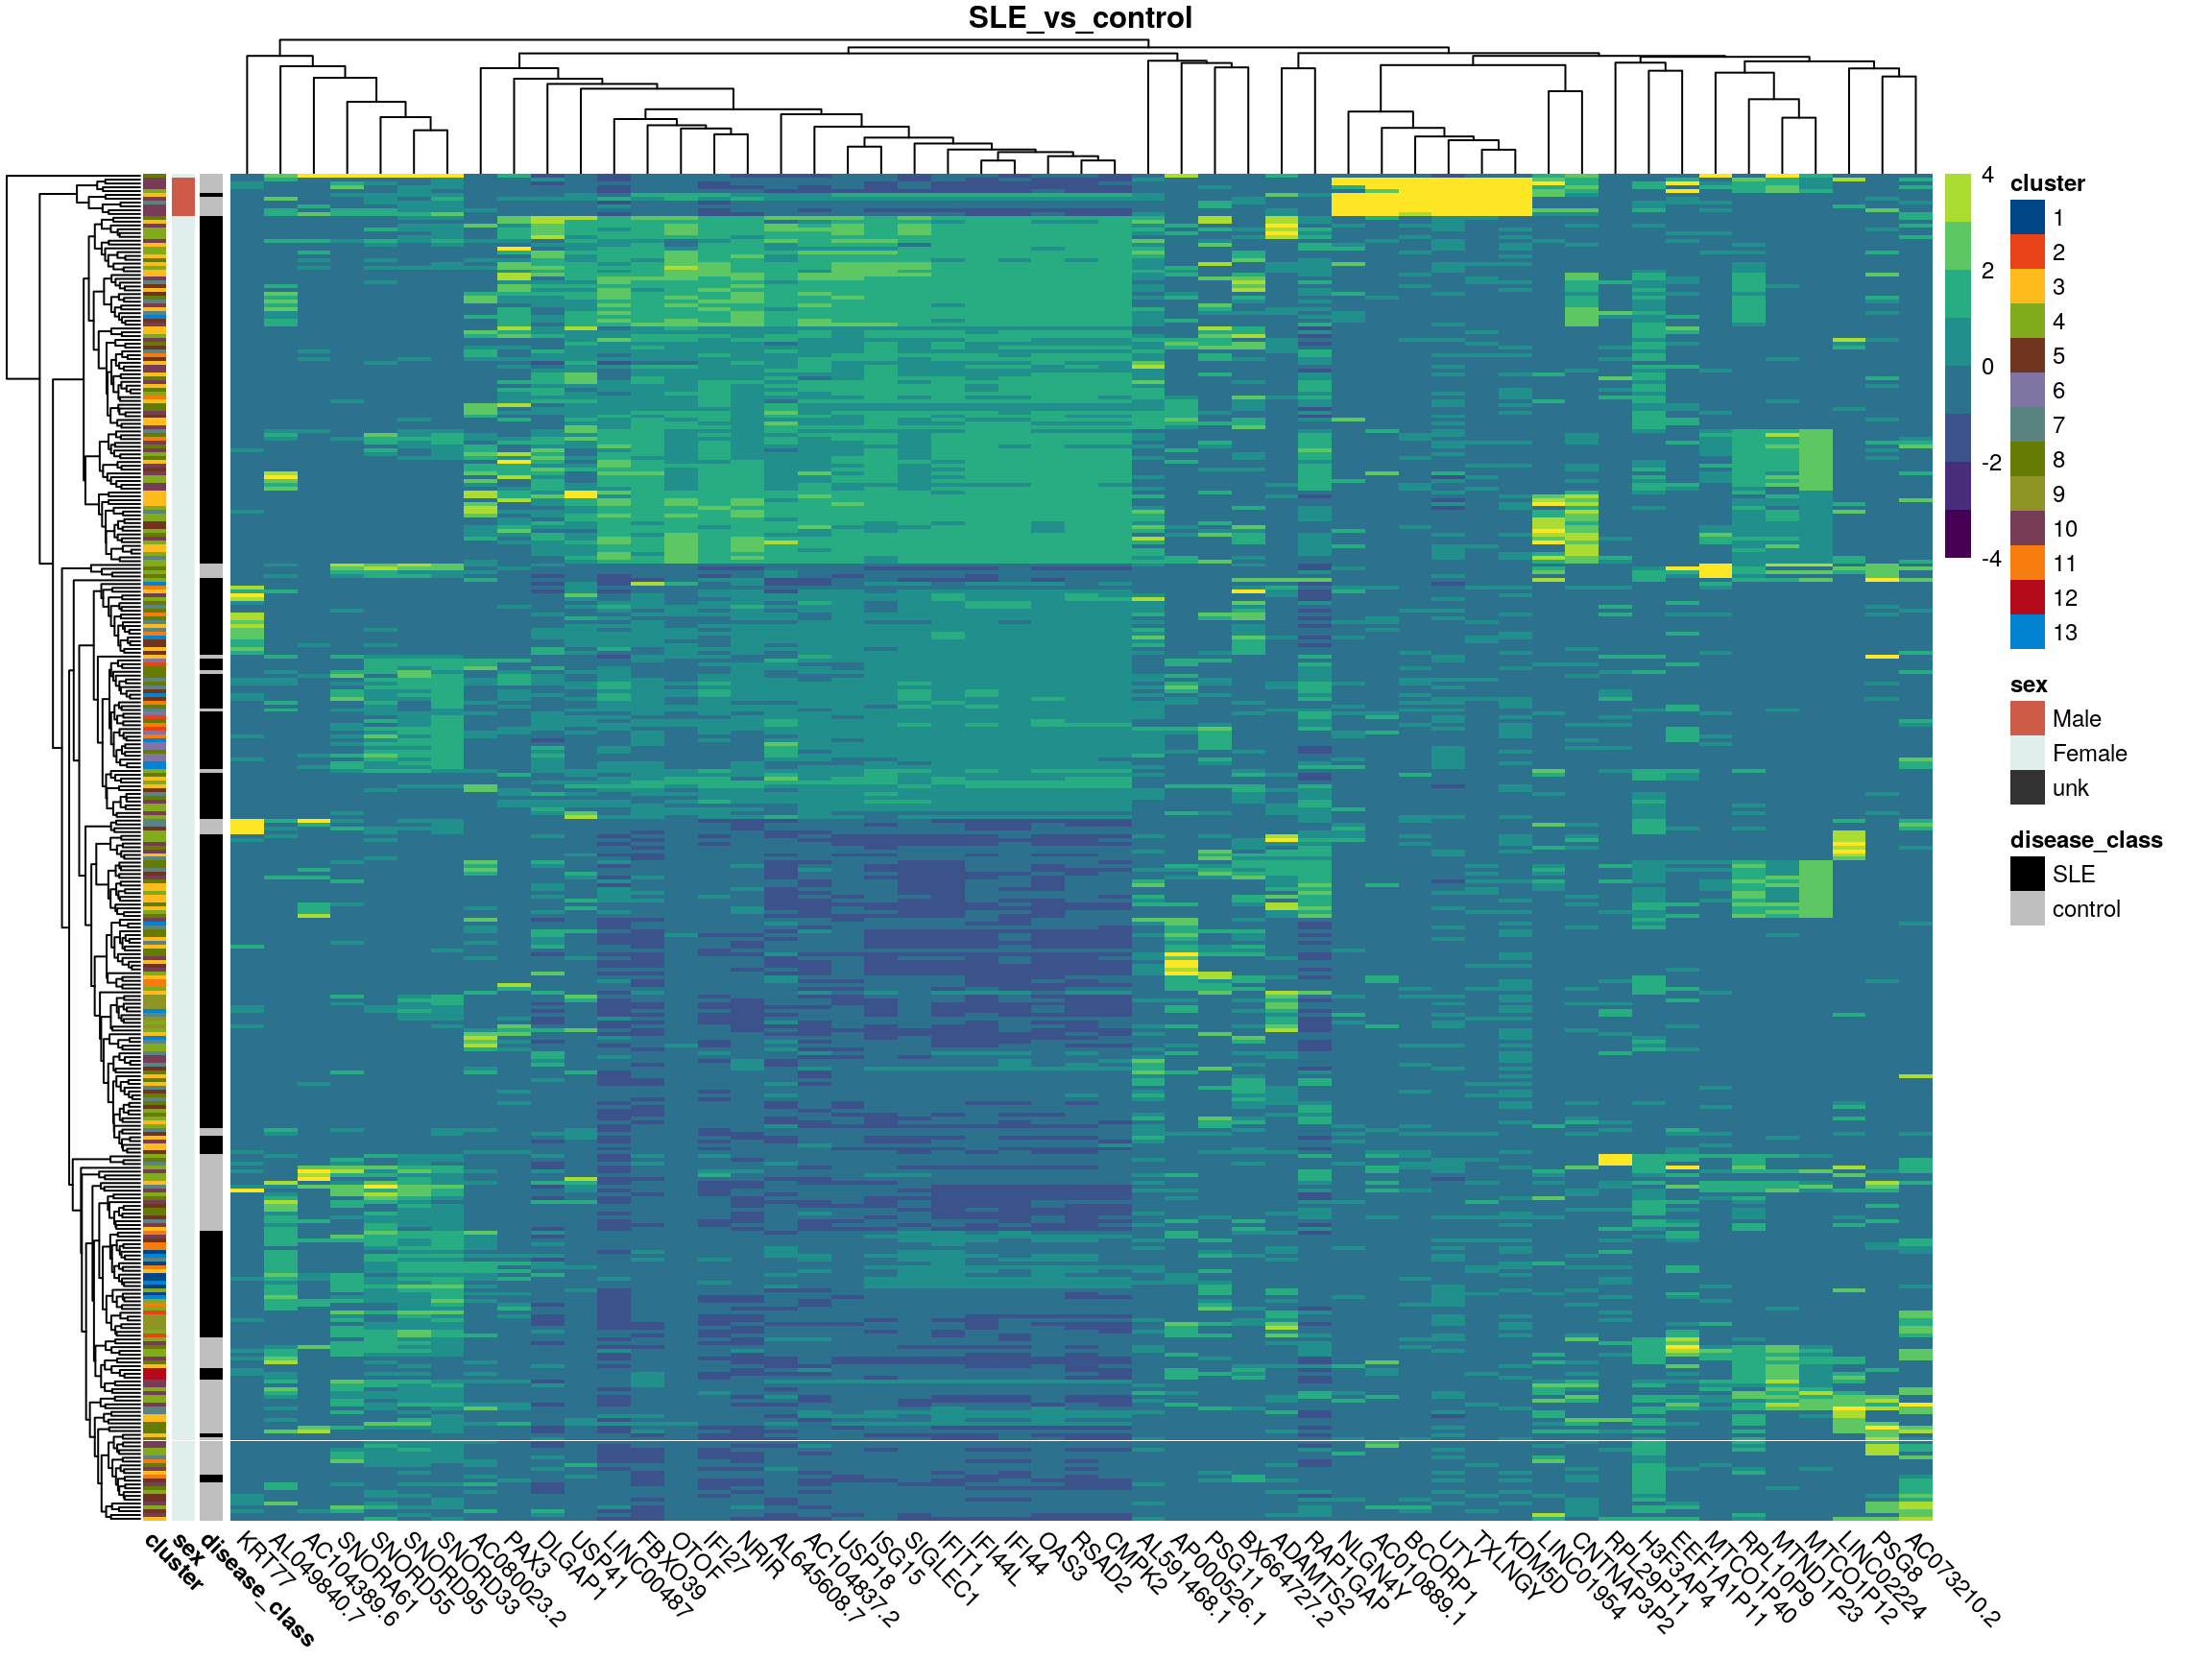 SLE_vs_control
4
2
0
-2
-4
cluster
1
2
3
4
5
6
7
8
9
10
11
12
13
sex
Male
Female
unk
disease_class
SLE
control
cluster
sex
disease_class
KRT77
AL049840.7
AC104389.6
SNORA61
SNORD55
SNORD95
SNORD33
AC080023.2
PAX3
DLGAP1
USP41
LINC00487
FBXO39
OTOF
IFI27
NRIR
AL645608.7
AC104837.2
USP18
ISG15
SIGLEC1
IFIT1
IFI44L
IFI44
OAS3
RSAD2
CMPK2
AL591468.1
AP000526.1
PSG11
BX664727.2
ADAMTS2
RAP1GAP
NLGN4Y
AC010889.1
BCORP1
UTY
TXLNGY
KDM5D
LINC01954
CNTNAP3P2
RPL29P11
H3F3AP4
EEF1A1P11
MTCO1P40
RPL10P9
MTND1P23
MTCO1P12
LINC02224
PSG8
AC073210.2